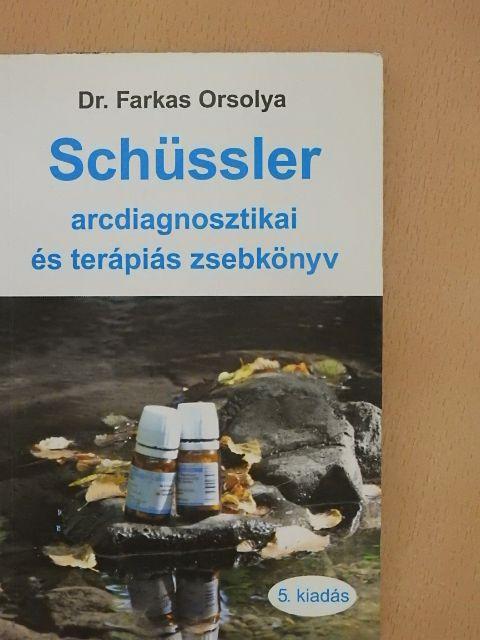 Dr. Farkas Orsolya
Schüssler
arcdiagnosztikai
és terápiás zsebkönyv
5. kiadás